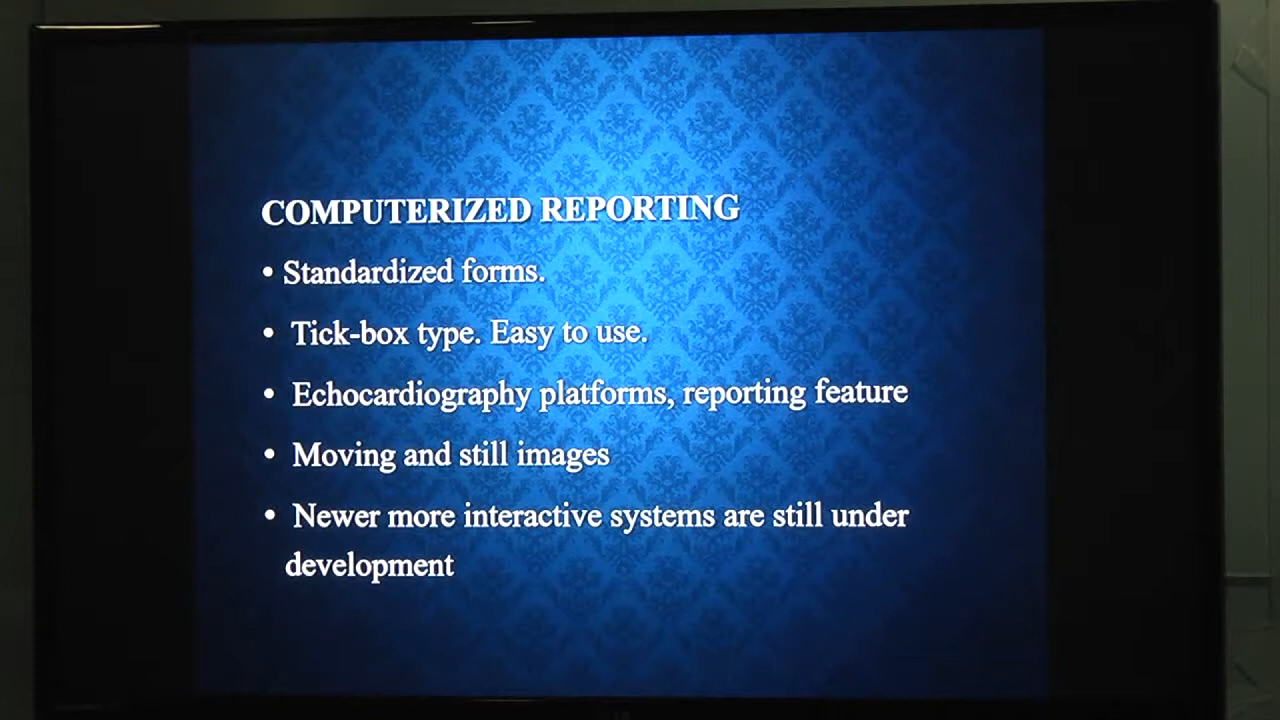 COMPUTERIZED REPORTING
• Standardized forms.
• Tick-box type. Easy to use.
• Echocardiography platforms, reporting feature
• Moving and still images
• Newer more interactive systems are still under
development